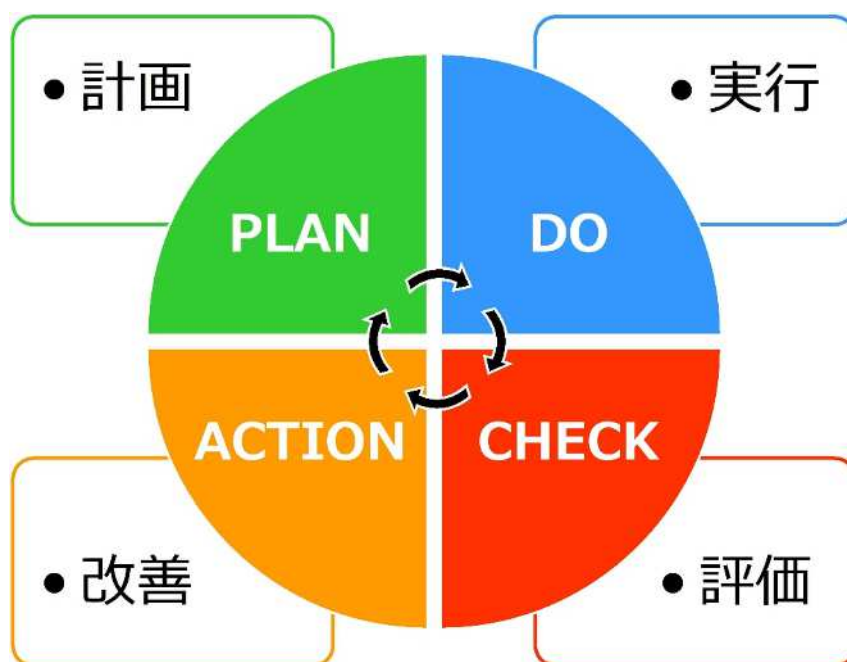 • 計画
• 実行
PLAN
DO
ACTION
CHECK
• 改善
• 評価